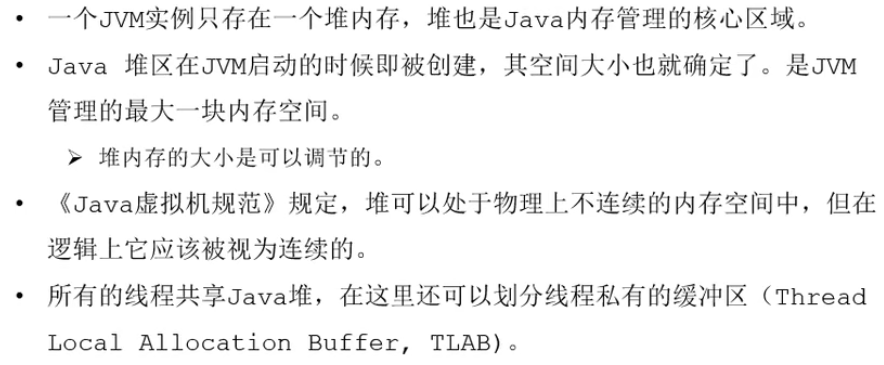 • 一个JVM实例只存在一个堆内存，堆也是Java内存管理的核心区域。
• Java 堆区在JVM启动的时候即被创建，其空间大小也就确定了。是JVM
管理的最大一块内存空间。
➢ 堆内存的大小是可以调节的。
• 《Java虚拟机规范》规定，堆可以处于物理上不连续的内存空间中，但在
逻辑上它应该被视为连续的。
• 所有的线程共享Java堆，在这里还可以划分线程私有的缓冲区（Thread
Local Allocation Buffer, TLAB)。